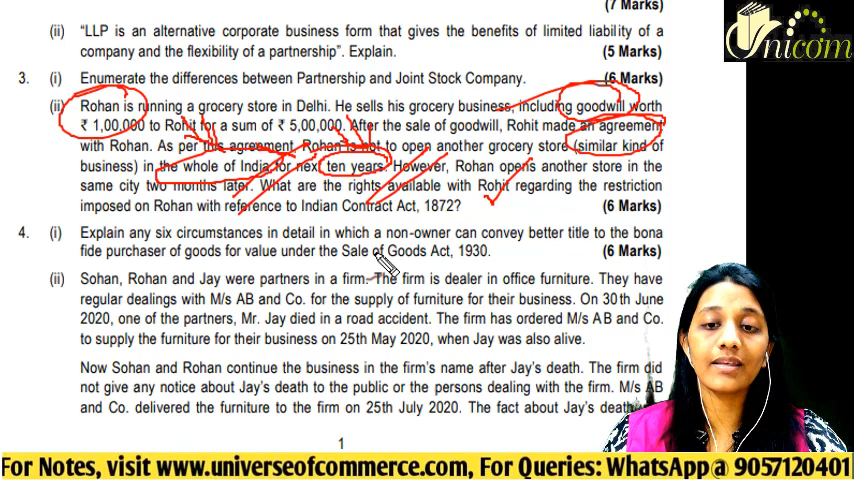 (7 Marks)
(ii) “LLP is an alternative corporate business form that gives the benefits of limited liability of a
company and the flexibility of a partnership”. Explain. (5 Marks)
3. (i) Enumerate the differences between Partnership and Joint Stock Company. (6 Marks)
(ii) Rohan is running a grocery store in Delhi. He sells his grocery business, including goodwill worth
₹ 1,00,000 to Rohit for a sum of ₹ 5,00,000. After the sale of goodwill, Rohit made an agreement
with Rohan. As per this agreement, Rohan is not to open another grocery store (similar kind of
business) in the whole of India for next ten years. However, Rohan opens another store in the
same city two months later. What are the rights available with Rohit regarding the restriction
imposed on Rohan with reference to Indian Contract Act, 1872? (6 Marks)
4. (i) Explain any six circumstances in detail in which a non-owner can convey better title to the bona
fide purchaser of goods for value under the Sale of Goods Act, 1930. (6 Marks)
(ii) Sohan, Rohan and Jay were partners in a firm. The firm is dealer in office furniture. They have
regular dealings with M/s AB and Co. for the supply of furniture for their business. On 30th June
2020, one of the partners, Mr. Jay died in a road accident. The firm has ordered M/s AB and Co.
to supply the furniture for their business on 25th May 2020, when Jay was also alive.
Now Sohan and Rohan continue the business in the firm's name after Jay's death. The firm did
not give any notice about Jay's death to the public or the persons dealing with the firm. M/s AB
and Co. delivered the furniture to the firm on 25th July 2020. The fact about Jay's death
1
Unicom
For Notes, visit www.universeofcommerce.com, For Queries: WhatsApp@ 9057120401